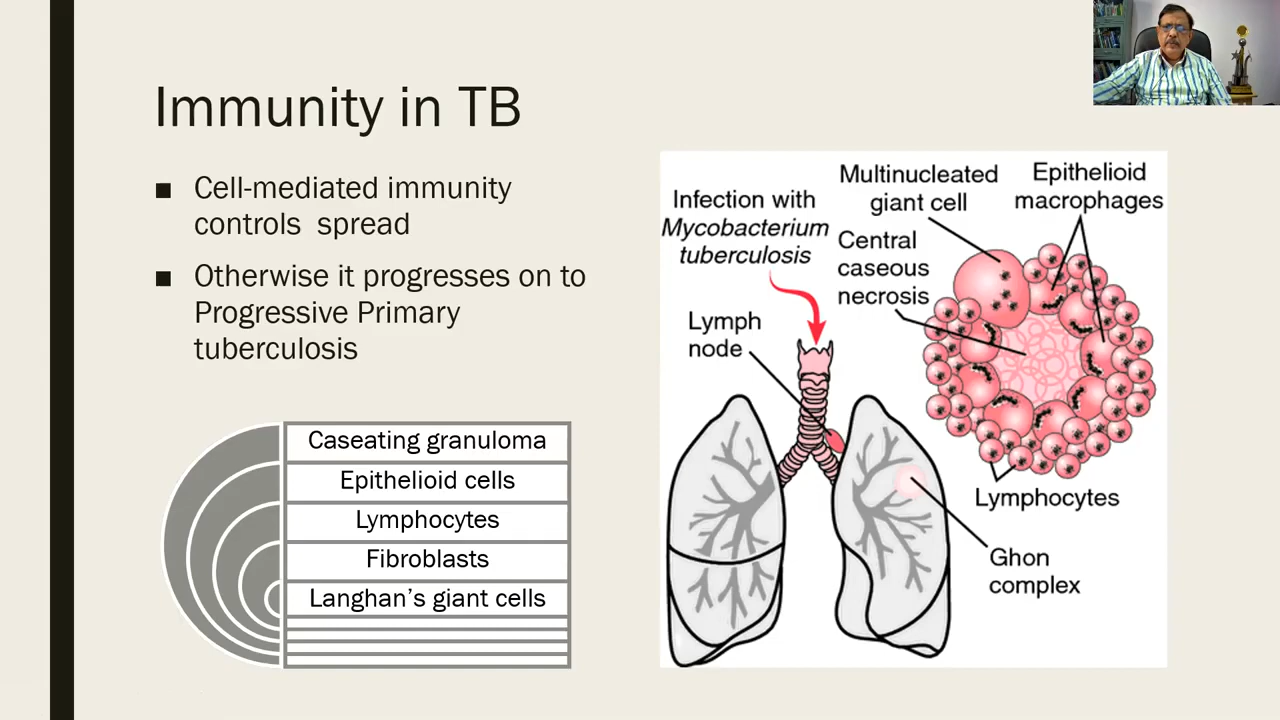 Immunity in TB
■ Cell-mediated immunity
controls spread
■ Otherwise it progresses on to
Progressive Primary
tuberculosis
Caseating granuloma
Epithelioid cells
Lymphocytes
Fibroblasts
Langhan's giant cells
Infection with
Mycobacterium
tuberculosis
Multinucleated
giant cell
Epithelioid
macrophages
Central
caseous
necrosis
Lymph
node
Lymphocytes
Ghon
complex